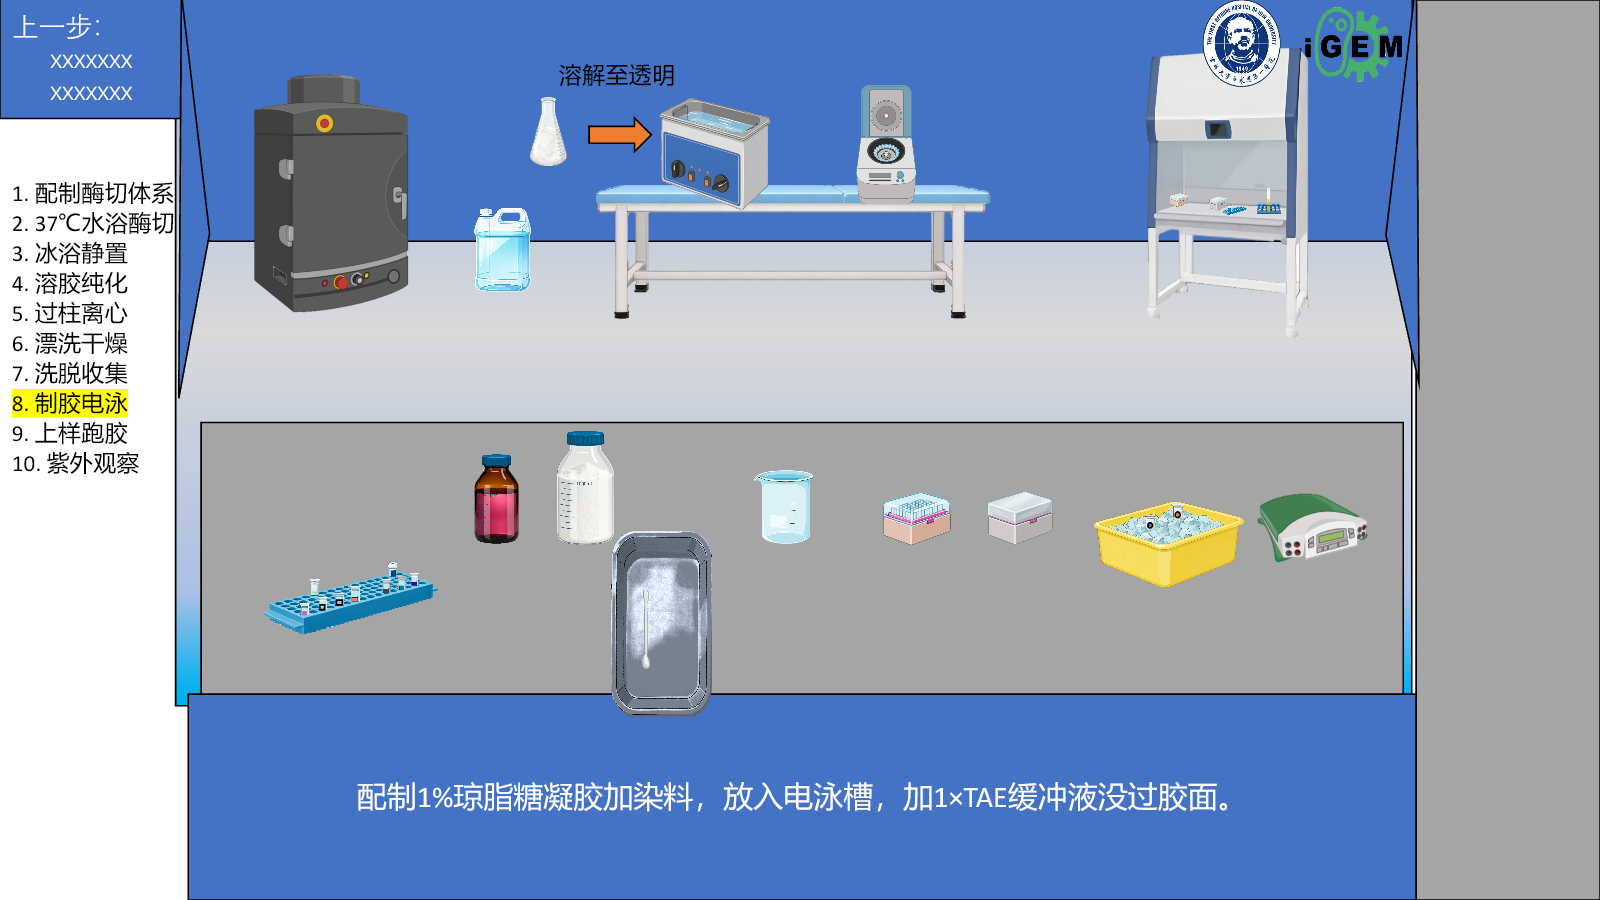 上一步：
XXXXXXX
XXXXXXX
1. 配制酶切体系
2. 37℃水浴酶切
3. 冰浴静置
4. 溶胶纯化
5. 过柱离心
6. 漂洗干燥
7. 洗脱收集
8. 制胶电泳
9. 上样跑胶
10. 紫外观察
溶解至透明
iGEM
1949
配制1%琼脂糖凝胶加染料，放入电泳槽，加1×TAE缓冲液没过胶面。